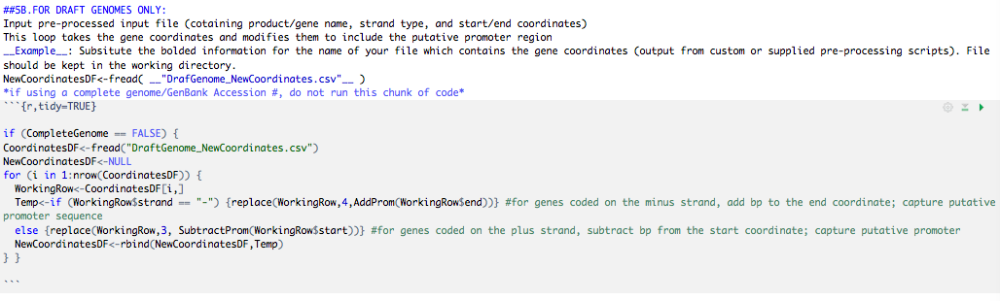 ##5B.FOR DRAFT GENOMES ONLY:
Input pre-processed input file (cotaining product/gene name, strand type, and start/end coordinates)
This loop takes the gene coordinates and modifies them to include the putative promoter region
__Example__: Subsitute the bolded information for the name of your file which contains the gene coordinates (output from custom or supplied pre-processing scripts). File
should be kept in the working directory.
NewCoordinatesDF<-fread( __"DrafGenome_NewCoordinates.csv"__ )
*if using a complete genome/GenBank Accession #, do not run this chunk of code*
```{r,tidy=TRUE}
if (CompleteGenome == FALSE) {
CoordinatesDF<-fread("DraftGenome_NewCoordinates.csv")
NewCoordinatesDF<-NULL
for (i in 1:nrow(CoordinatesDF)) {
  WorkingRow<-CoordinatesDF[i,]
  Temp<-if (WorkingRow$strand == "-") {replace(WorkingRow,4,AddProm(WorkingRow$end))} #for genes coded on the minus strand, add bp to the end coordinate; capture putative
promoter sequence
  else {replace(WorkingRow,3, SubtractProm(WorkingRow$start))} #for genes coded on the plus strand, subtract bp from the start coordinate; capture putative promoter
  NewCoordinatesDF<-rbind(NewCoordinatesDF,Temp)
} }
```